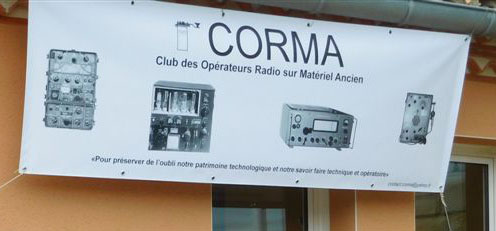 CORMA
Club des Opérateurs Radio sur Matériel Ancien
«Pour préserver de l'oubli notre patrimoine technologique et notre savoir faire technique et opératoire»